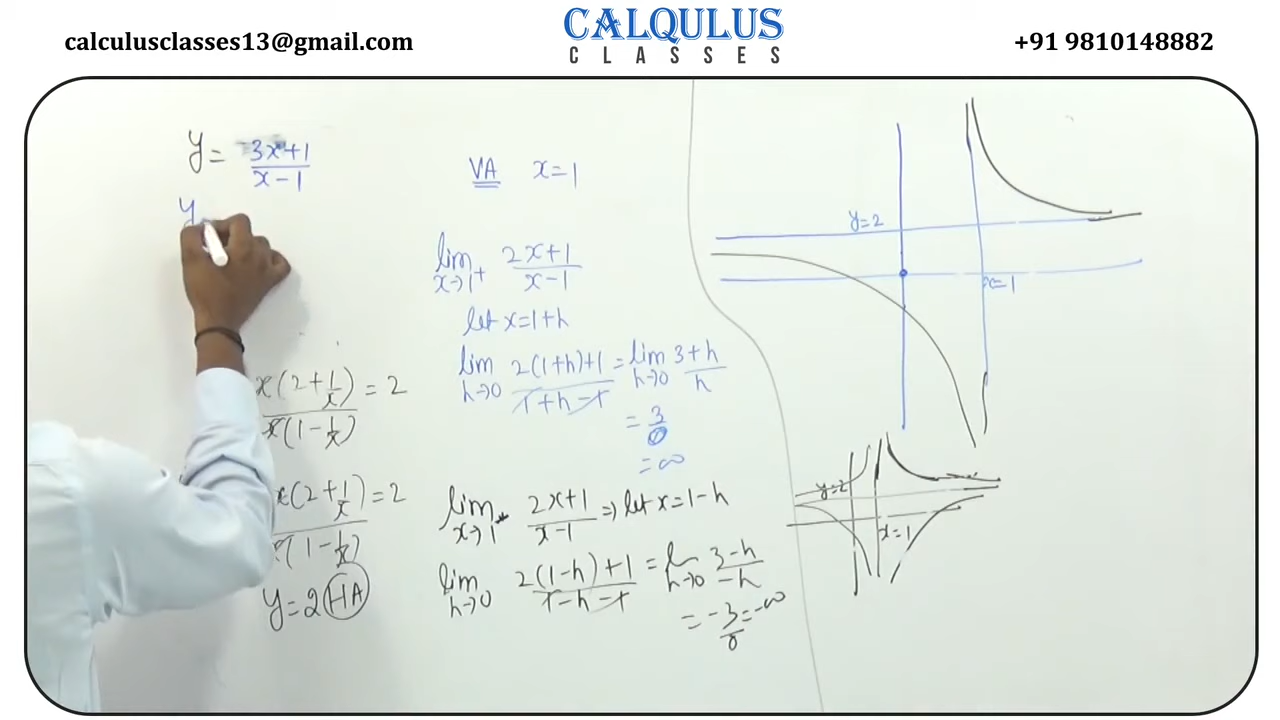 calculusclasses13@gmail.com
CALQULUS
CLASSES
+91 9810148882
y = 3x+1 / x-1
y
x(2+1/x) / x(1-1/x) = 2
x(2+1/x) / x(1-1/x) = 2
y=2 HA
VA x=1
lim x→1+ 2x+1 / x-1
let x=1+h
lim h→0 2(1+h)+1 / 1+h-1 = lim h→0 3+h / h
= 3/0
= ∞
lim x→1- 2x+1 / x-1 ⇒ let x=1-h
lim h→0 2(1-h)+1 / 1-h-1 = h→0 3-h / -h
= -3/0 = -∞
y=2
x=1
y=2
x=1